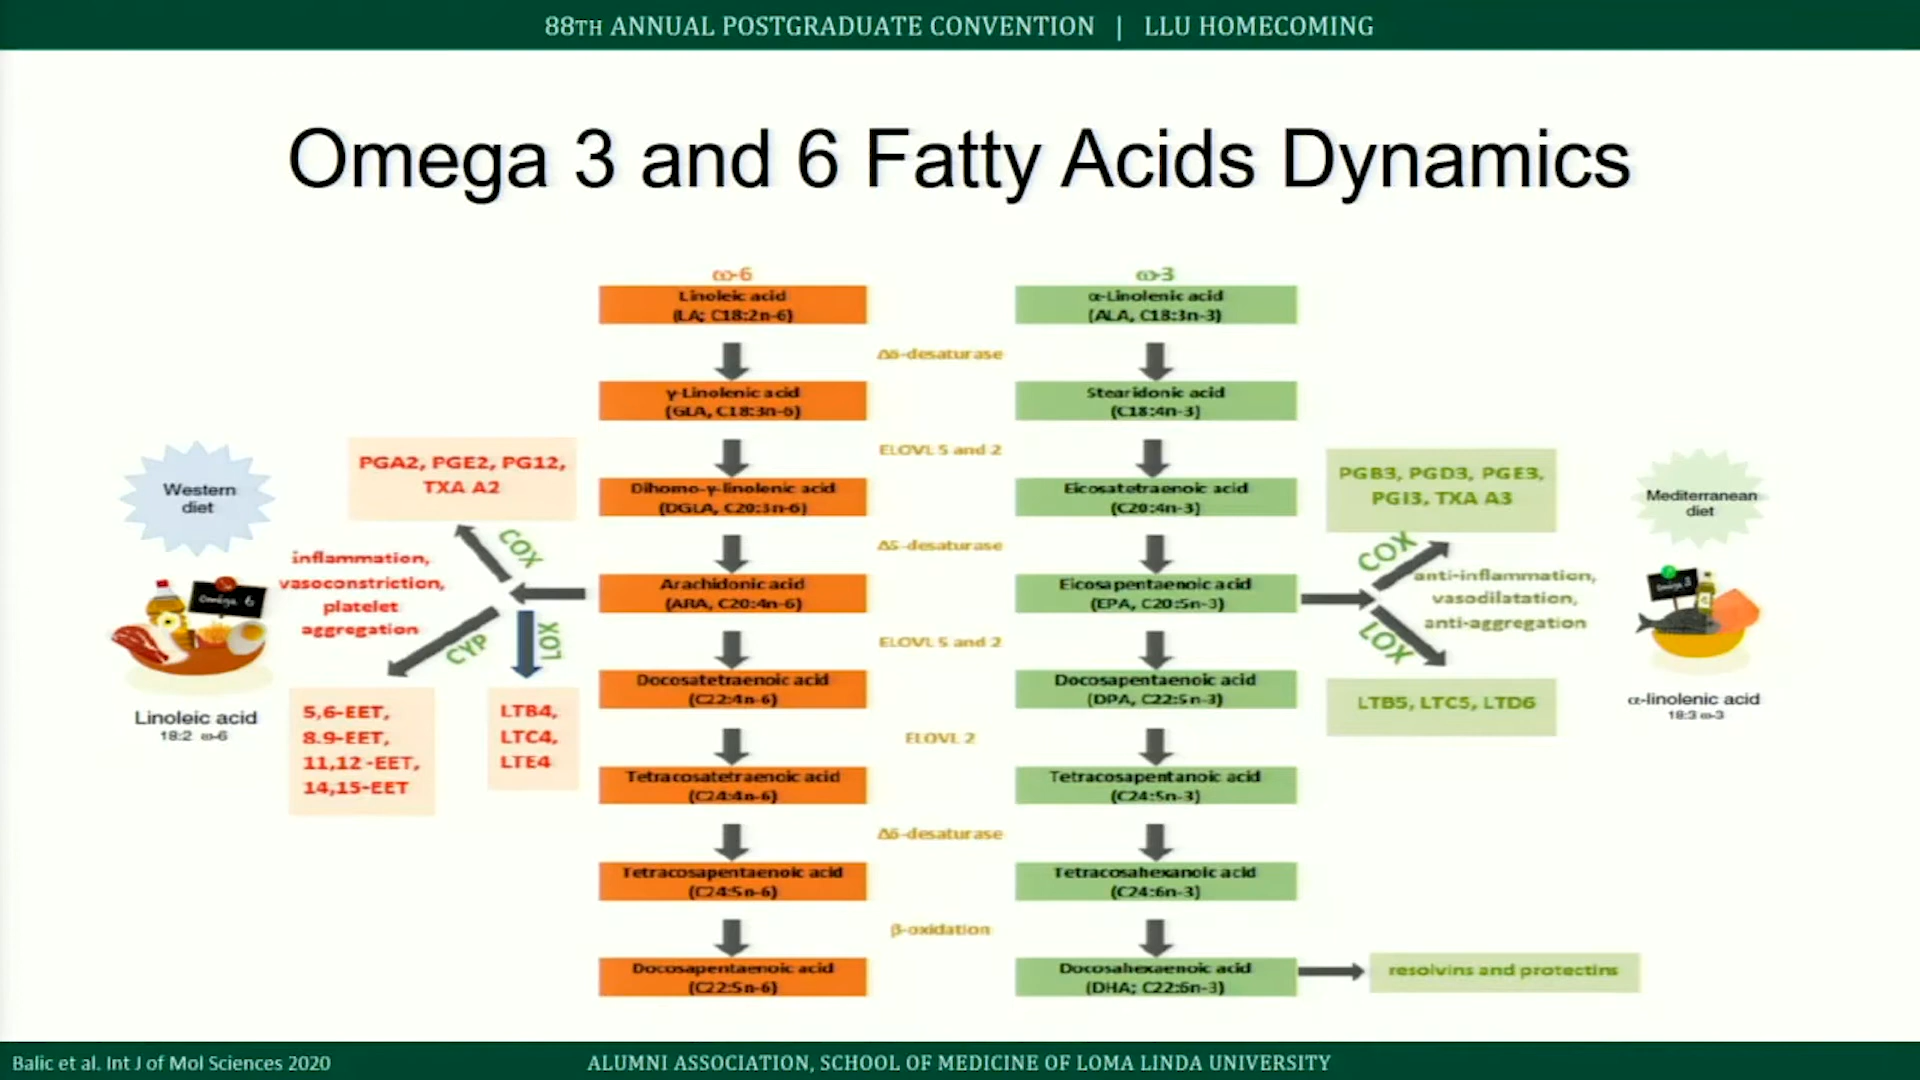 88TH ANNUAL POSTGRADUATE CONVENTION | LLU HOMECOMING
Omega 3 and 6 Fatty Acids Dynamics
ω-6
Linoleic acid
(LA; C18:2n-6)
γ-Linolenic acid
(GLA, C18:3n-6)
Dihomo-γ-linolenic acid
(DGLA, C20:3n-6)
Arachidonic acid
(ARA, C20:4n-6)
Docosatetraenoic acid
(C22:4n-6)
Tetracosatetraenoic acid
(C24:4n-6)
Tetracosapentaenoic acid
(C24:5n-6)
Docosapentaenoic acid
(C22:5n-6)
Δ6-desaturase
ELOVL 5 and 2
Δ5-desaturase
ELOVL 5 and 2
ELOVL 2
Δ6-desaturase
β-oxidation
ω-3
α-Linolenic acid
(ALA, C18:3n-3)
Stearidonic acid
(C18:4n-3)
Eicosatetraenoic acid
(C20:4n-3)
Eicosapentaenoic acid
(EPA, C20:5n-3)
Docosapentaenoic acid
(DPA, C22:5n-3)
Tetracosapentanoic acid
(C24:5n-3)
Tetracosahexanoic acid
(C24:6n-3)
Docosahexaenoic acid
(DHA; C22:6n-3)
Western
diet
Omega 6
Linoleic acid
18:2 ω-6
PGA2, PGE2, PG12,
TXA A2
COX
inflammation,
vasoconstriction,
platelet
aggregation
CYP
LOX
5,6-EET,
8.9-EET,
11,12 -EET,
14,15-EET
LTB4,
LTC4,
LTE4
PGB3, PGD3, PGE3,
PGI3, TXA A3
COX
anti-inflammation,
vasodilatation,
anti-aggregation
LOX
LTB5, LTC5, LTD6
resolvins and protectins
Mediterranean
diet
Omega 3
α-linolenic acid
18:3 ω-3
Balic et al. Int J of Mol Sciences 2020
ALUMNI ASSOCIATION, SCHOOL OF MEDICINE OF LOMA LINDA UNIVERSITY